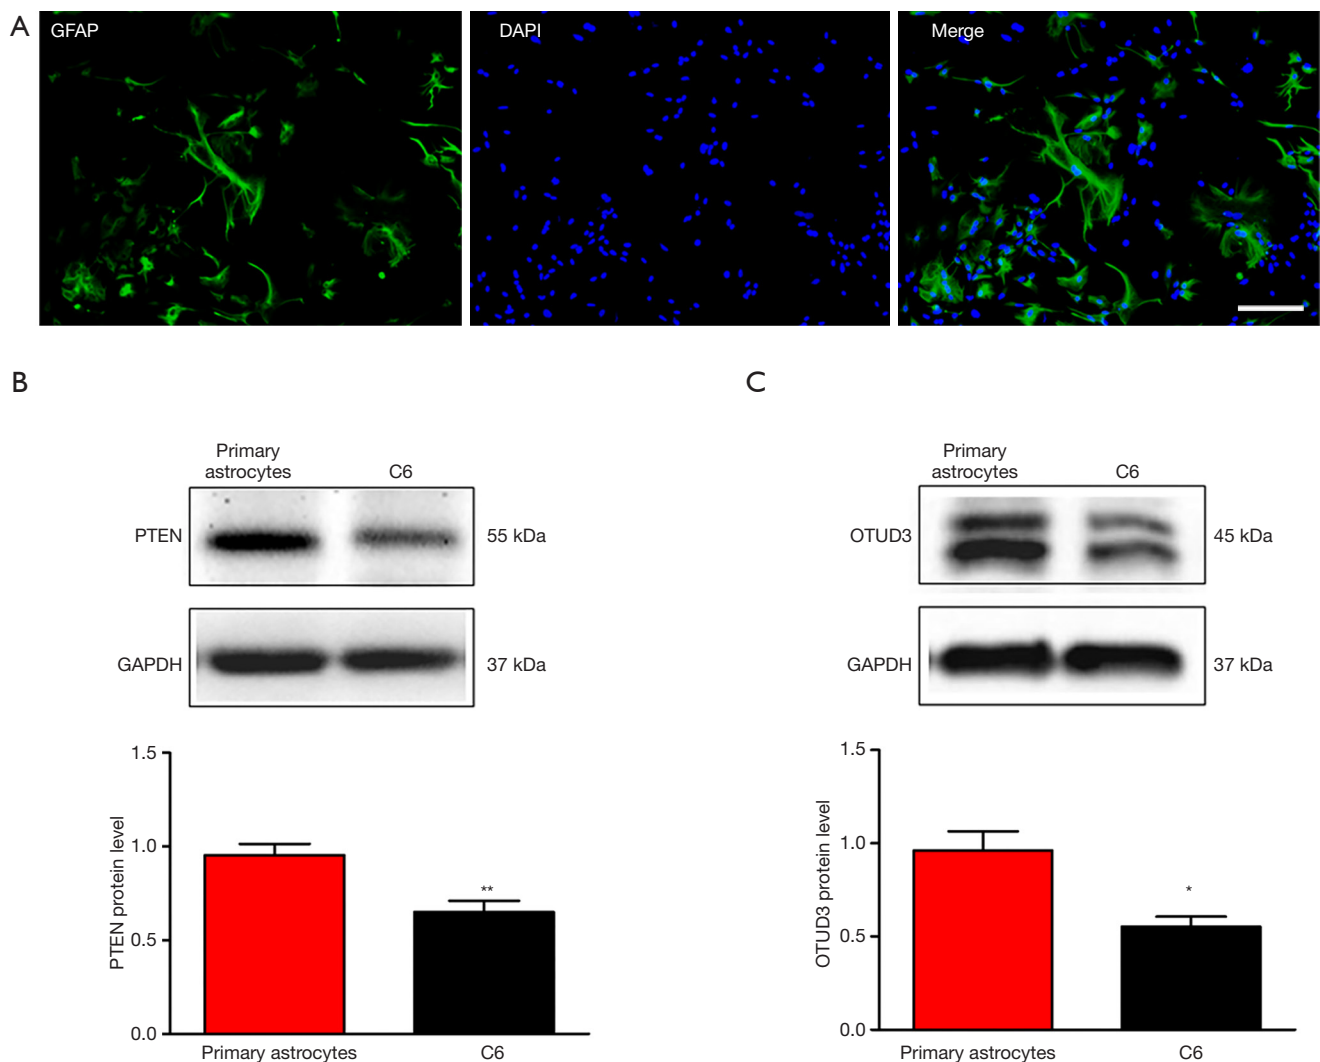 A
GFAP
DAPI
Merge
B
Primary
astrocytes
C6
PTEN
55 kDa
GAPDH
37 kDa
1.5
1.0
0.5
0.0
PTEN protein level
**
Primary astrocytes
C6
C
Primary
astrocytes
C6
OTUD3
45 kDa
GAPDH
37 kDa
1.5
1.0
0.5
0.0
OTUD3 protein level
*
Primary astrocytes
C6